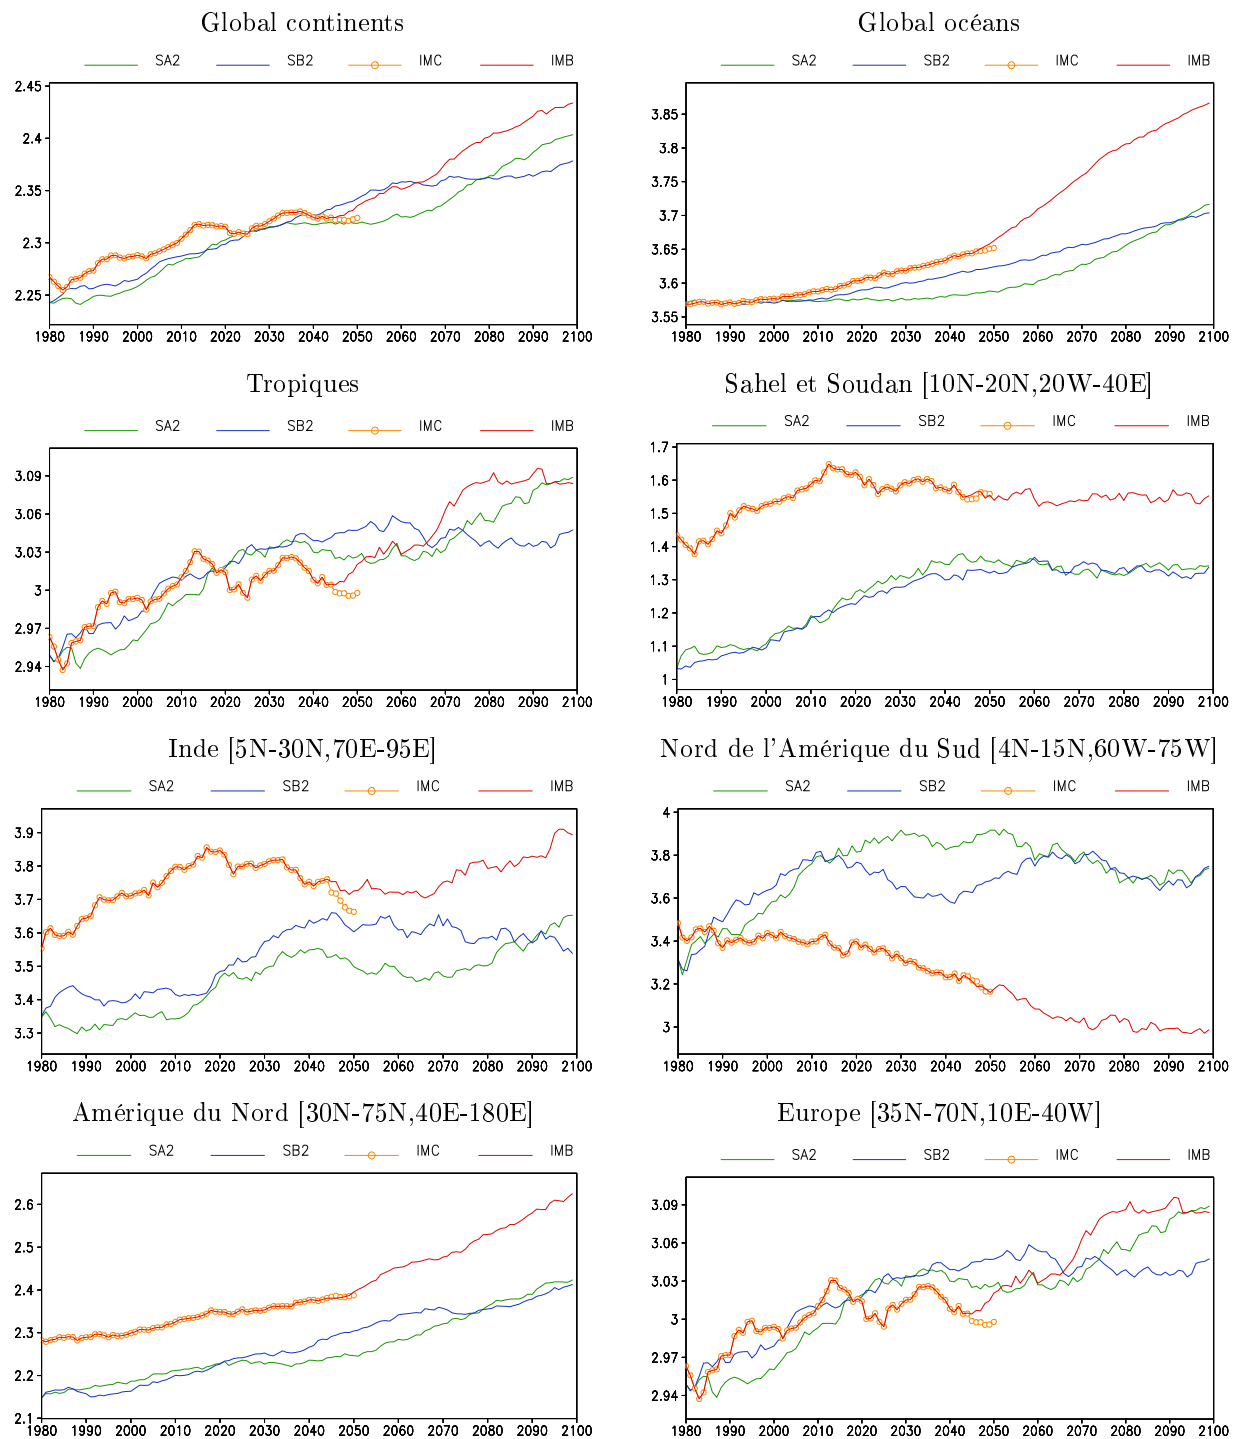 Global continents
SA2 SB2 IMC IMB
2.45
2.4
2.35
2.3
2.25
1980 1990 2000 2010 2020 2030 2040 2050 2060 2070 2080 2090 2100
Global océans
SA2 SB2 IMC IMB
3.85
3.8
3.75
3.7
3.65
3.6
3.55
1980 1990 2000 2010 2020 2030 2040 2050 2060 2070 2080 2090 2100
Tropiques
SA2 SB2 IMC IMB
3.09
3.06
3.03
3
2.97
2.94
1980 1990 2000 2010 2020 2030 2040 2050 2060 2070 2080 2090 2100
Sahel et Soudan [10N-20N,20W-40E]
SA2 SB2 IMC IMB
1.7
1.6
1.5
1.4
1.3
1.2
1.1
1
1980 1990 2000 2010 2020 2030 2040 2050 2060 2070 2080 2090 2100
Inde [5N-30N,70E-95E]
SA2 SB2 IMC IMB
3.9
3.8
3.7
3.6
3.5
3.4
3.3
1980 1990 2000 2010 2020 2030 2040 2050 2060 2070 2080 2090 2100
Nord de l'Amérique du Sud [4N-15N,60W-75W]
SA2 SB2 IMC IMB
4
3.8
3.6
3.4
3.2
3
1980 1990 2000 2010 2020 2030 2040 2050 2060 2070 2080 2090 2100
Amérique du Nord [30N-75N,40E-180E]
SA2 SB2 IMC IMB
2.6
2.5
2.4
2.3
2.2
2.1
1980 1990 2000 2010 2020 2030 2040 2050 2060 2070 2080 2090 2100
Europe [35N-70N,10E-40W]
SA2 SB2 IMC IMB
3.09
3.06
3.03
3
2.97
2.94
1980 1990 2000 2010 2020 2030 2040 2050 2060 2070 2080 2090 2100